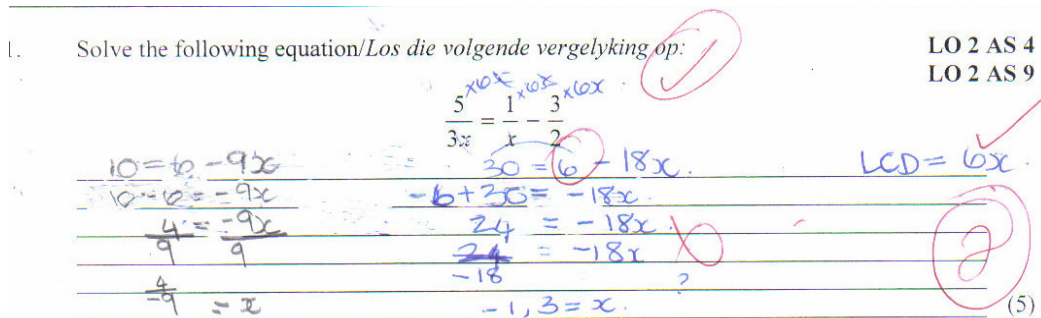 1. Solve the following equation/Los die volgende vergelyking op: LO 2 AS 4
LO 2 AS 9
×6x ×6x ×6x
5/3x = 1/x - 3/2
10 = 6 - 9x 30 = 6 - 18x. LCD = 6x.
10 - 6 = -9x -6 + 30 = -18x.
4/9 = -9x/9 24 = -18x.
24/-18 = -18x
4/-9 = x -1,3 = x. ? 2 (5)